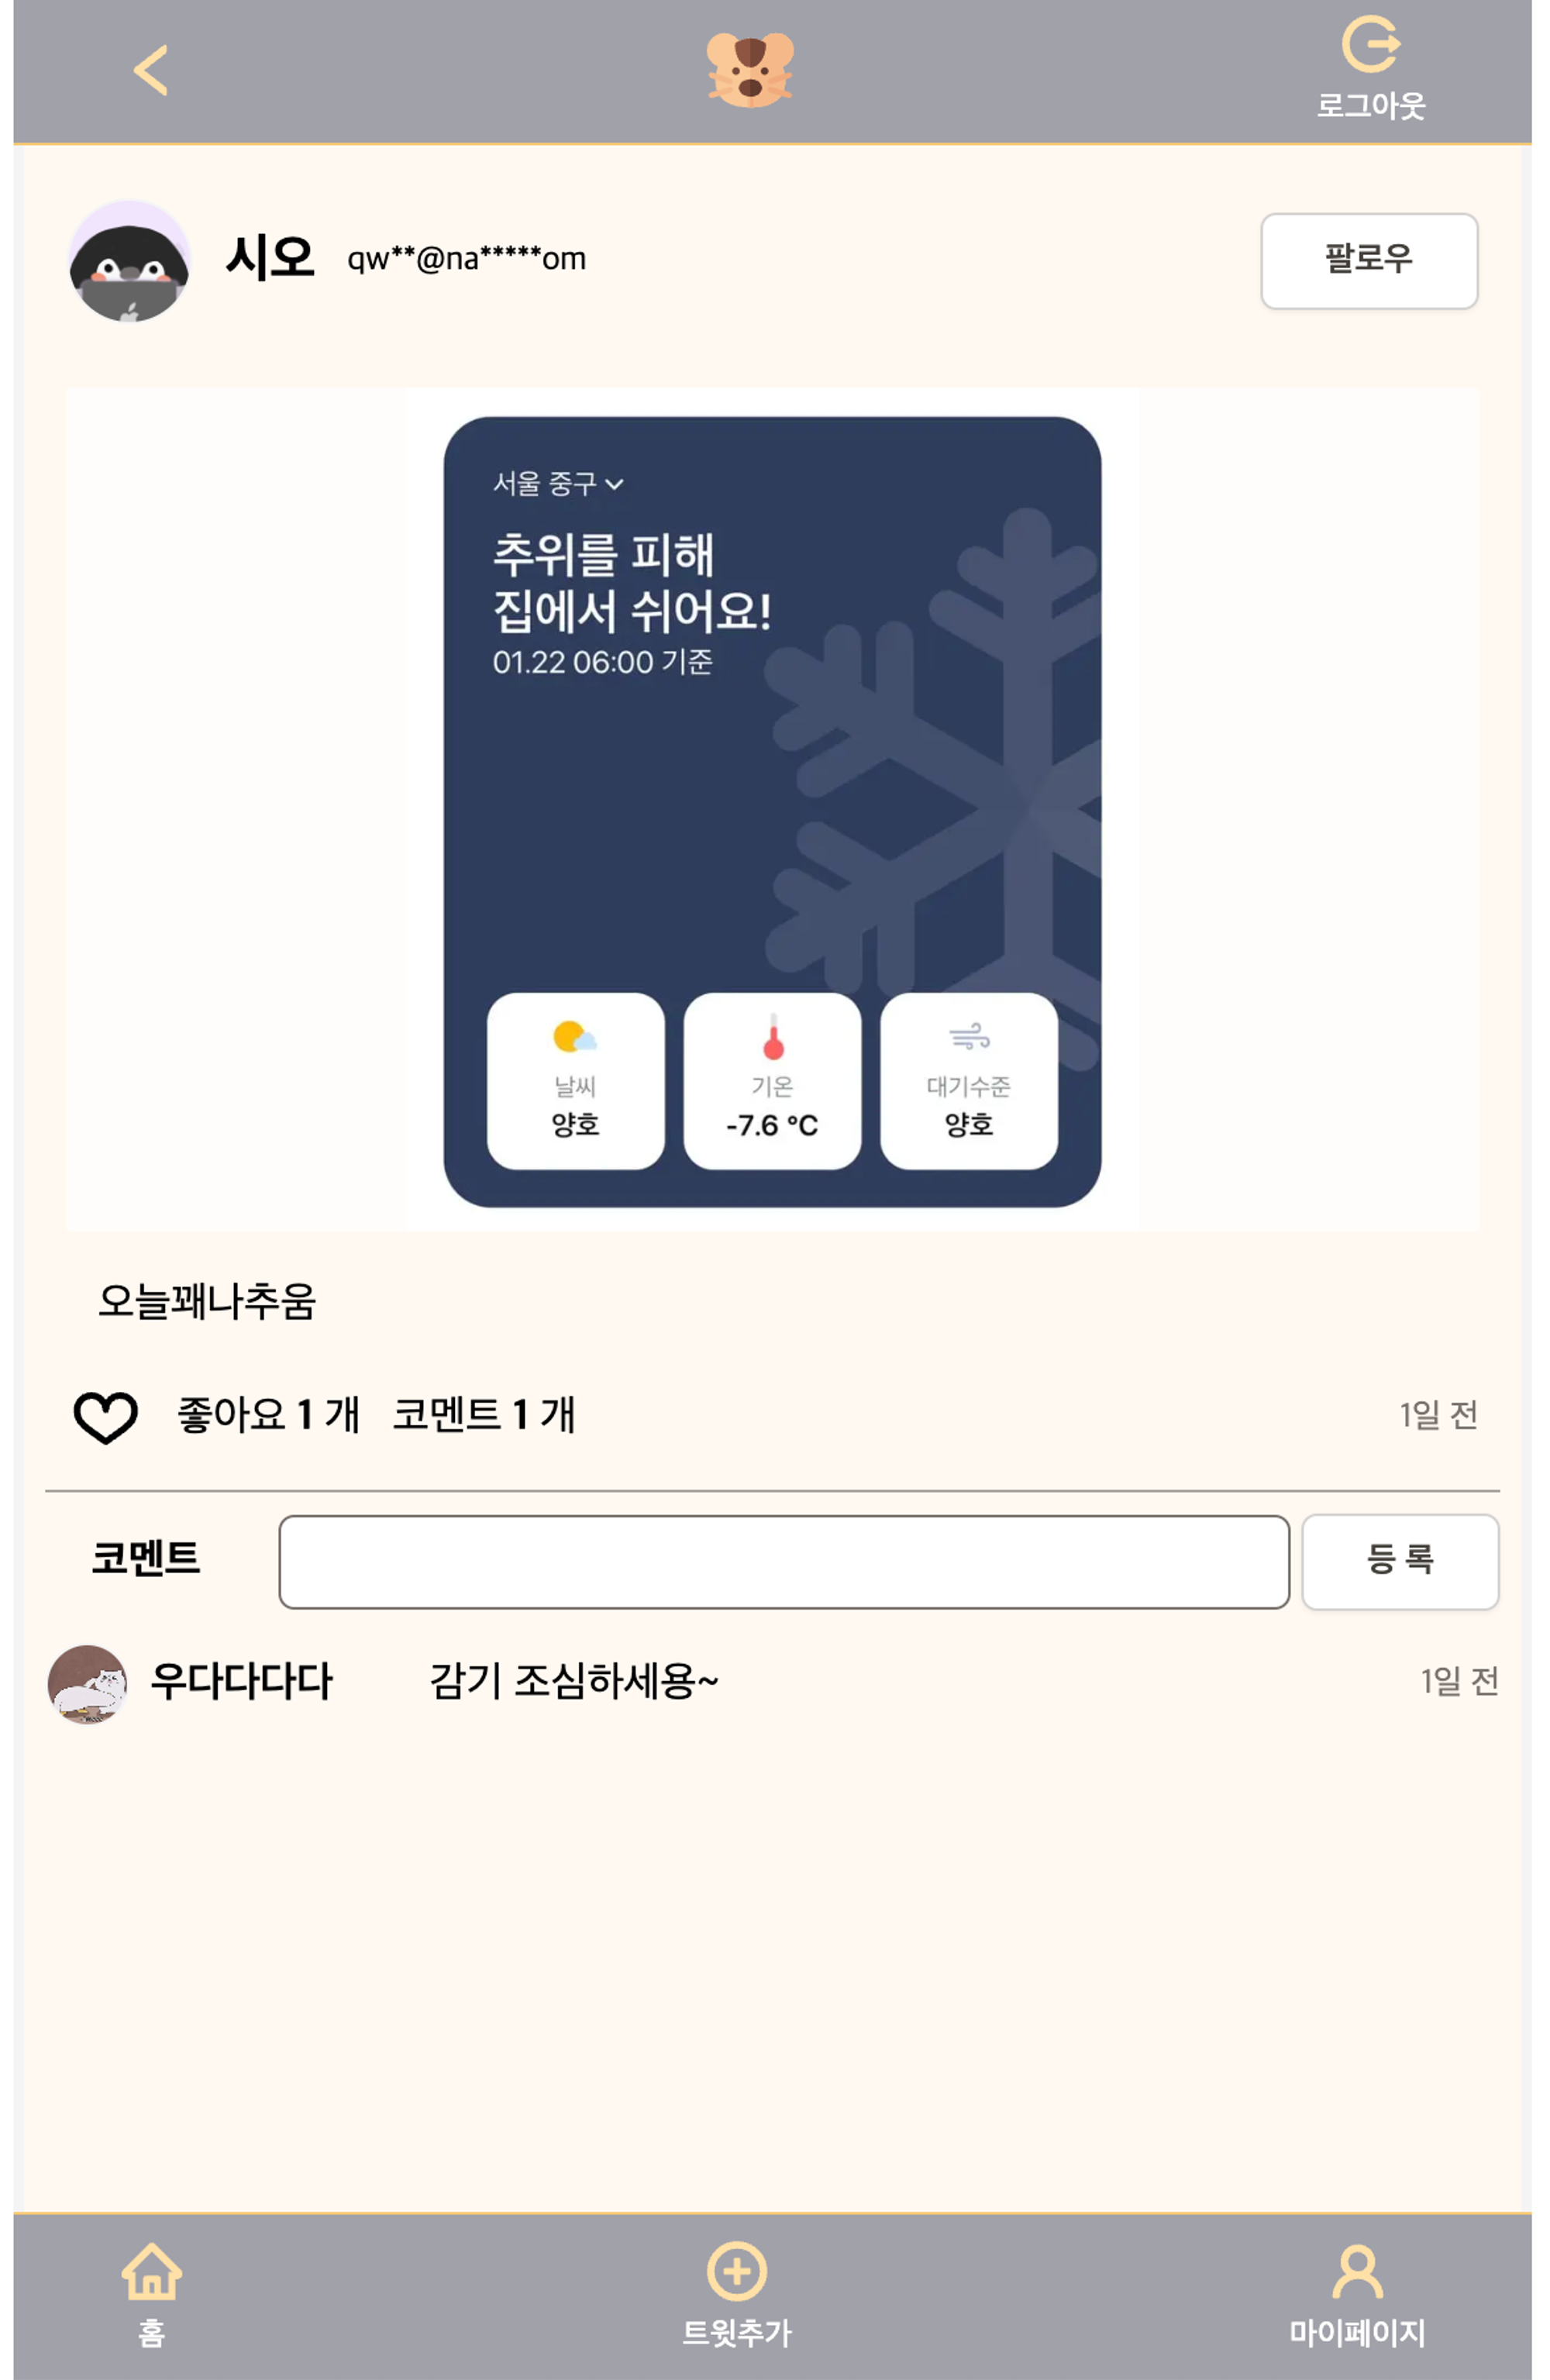 로그아웃
시오 qw**@na*****om
팔로우
서울 중구
추위를 피해
집에서 쉬어요!
01.22 06:00 기준
날씨 기온 대기수준
양호 -7.6 °C 양호
오늘꽤나추움
좋아요 1 개 코멘트 1 개 1일 전
코멘트 등 록
우다다다다 감기 조심하세용~ 1일 전
홈 트윗추가 마이페이지